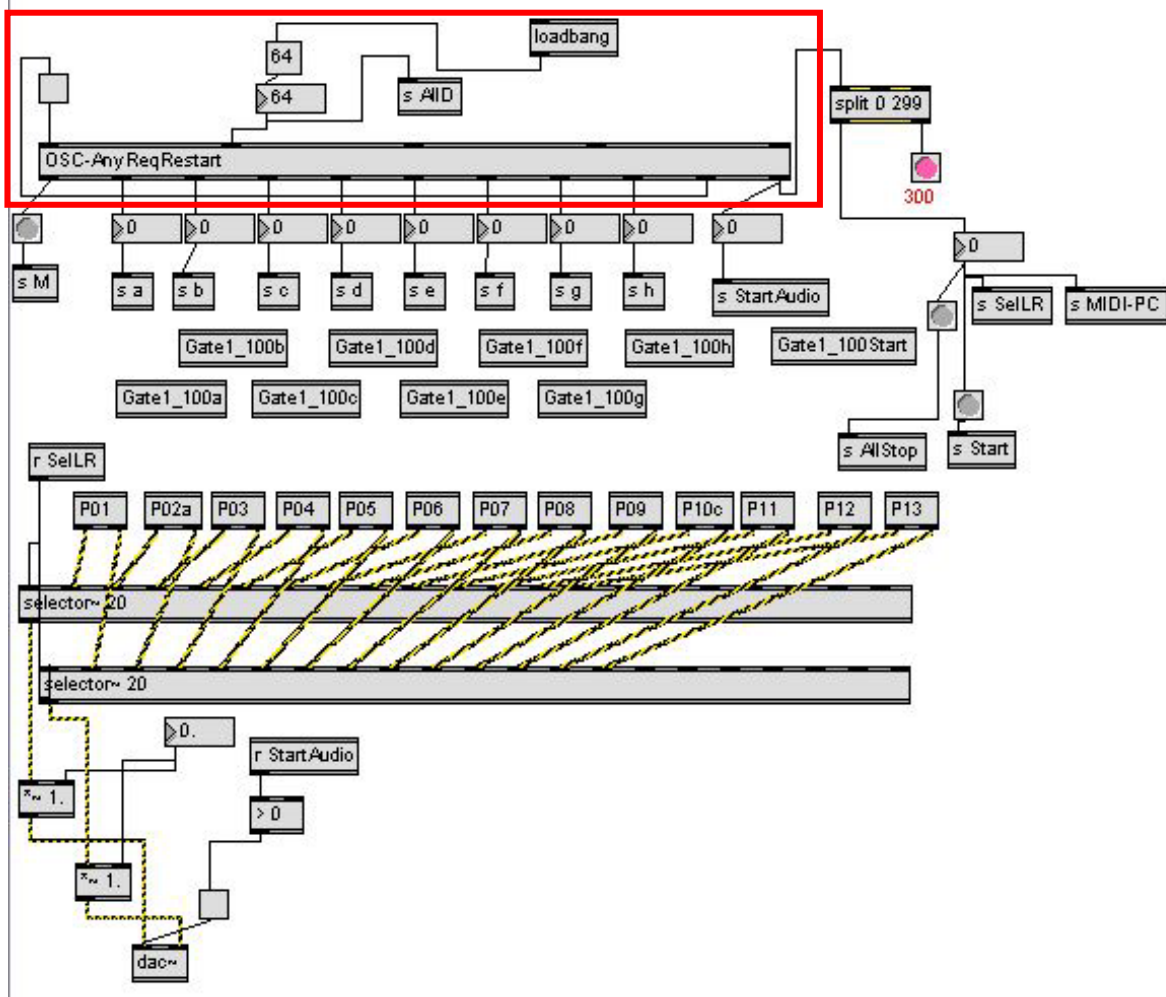 loadbang
64
64
s AllD
split 0 299
OSC-AnyReqRestart
300
0
0
0
0
0
0
0
0
0
0
s M
s a
s b
s c
s d
s e
s f
s g
s h
s StartAudio
s SelLR
s MIDI-PC
Gate1_100b
Gate1_100d
Gate1_100f
Gate1_100h
Gate1_100Start
Gate1_100a
Gate1_100c
Gate1_100e
Gate1_100g
s AllStop
s Start
r SelLR
P01
P02a
P03
P04
P05
P06
P07
P08
P09
P10c
P11
P12
P13
selector~ 20
selector~ 20
0.
r StartAudio
*~ 1.
> 0
*~ 1.
dac~